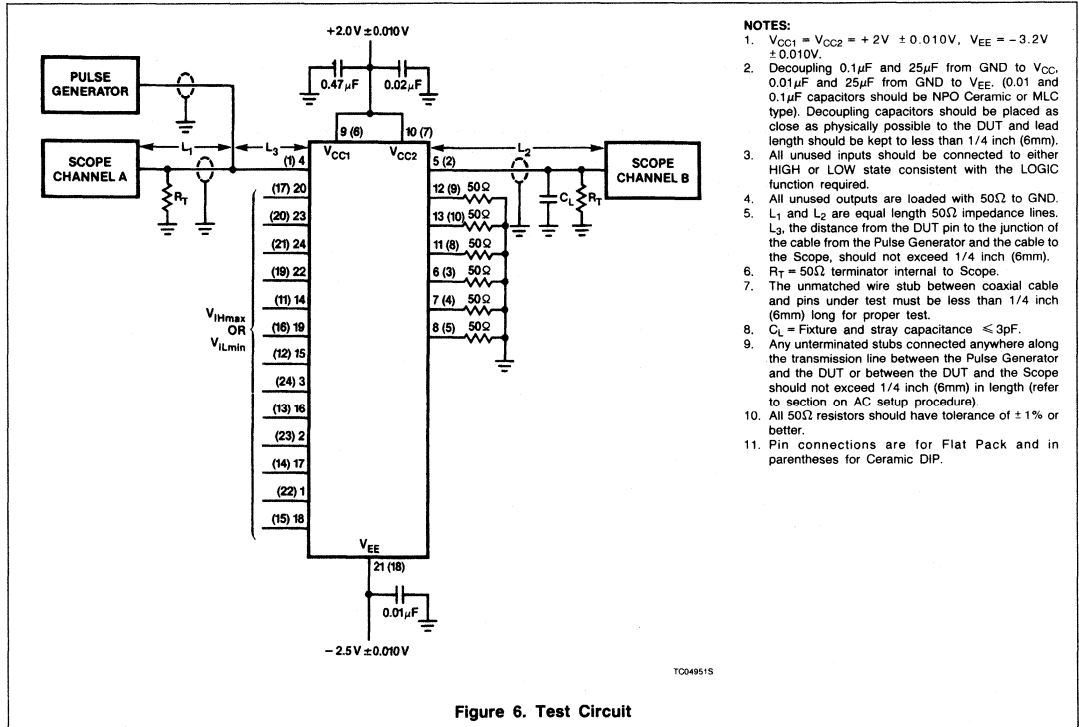 +2.0V ±0.010V
PULSE
GENERATOR
0.47μF
0.02μF
9 (6)
10 (7)
SCOPE
CHANNEL A
L1
L3
VCC1
VCC2
L2
SCOPE
CHANNEL B
(1) 4
5 (2)
RT
CL
RT
(17) 20
12 (9) 50Ω
(20) 23
13 (10) 50Ω
(21) 24
11 (8) 50Ω
(19) 22
6 (3) 50Ω
(11) 14
7 (4) 50Ω
(16) 19
8 (5) 50Ω
VIHmax
OR
VILmin
(12) 15
(24) 3
(13) 16
(23) 2
(14) 17
(22) 1
(15) 18
VEE
21 (18)
0.01μF
− 2.5V ±0.010V
TC04951S
NOTES:
1. VCC1 = VCC2 = + 2V ± 0.010V, VEE = − 3.2V
± 0.010V.
2. Decoupling 0.1μF and 25μF from GND to VCC,
0.01μF and 25μF from GND to VEE. (0.01 and
0.1μF capacitors should be NPO Ceramic or MLC
type). Decoupling capacitors should be placed as
close as physically possible to the DUT and lead
length should be kept to less than 1/4 inch (6mm).
3. All unused inputs should be connected to either
HIGH or LOW state consistent with the LOGIC
function required.
4. All unused outputs are loaded with 50Ω to GND.
5. L1 and L2 are equal length 50Ω impedance lines.
L3, the distance from the DUT pin to the junction of
the cable from the Pulse Generator and the cable to
the Scope, should not exceed 1/4 inch (6mm).
6. RT = 50Ω terminator internal to Scope.
7. The unmatched wire stub between coaxial cable
and pins under test must be less than 1/4 inch
(6mm) long for proper test.
8. CL = Fixture and stray capacitance ⩽ 3pF.
9. Any unterminated stubs connected anywhere along
the transmission line between the Pulse Generator
and the DUT or between the DUT and the Scope
should not exceed 1/4 inch (6mm) in length (refer
to section on AC setup procedure).
10. All 50Ω resistors should have tolerance of ± 1% or
better.
11. Pin connections are for Flat Pack and in
parentheses for Ceramic DIP.
Figure 6. Test Circuit